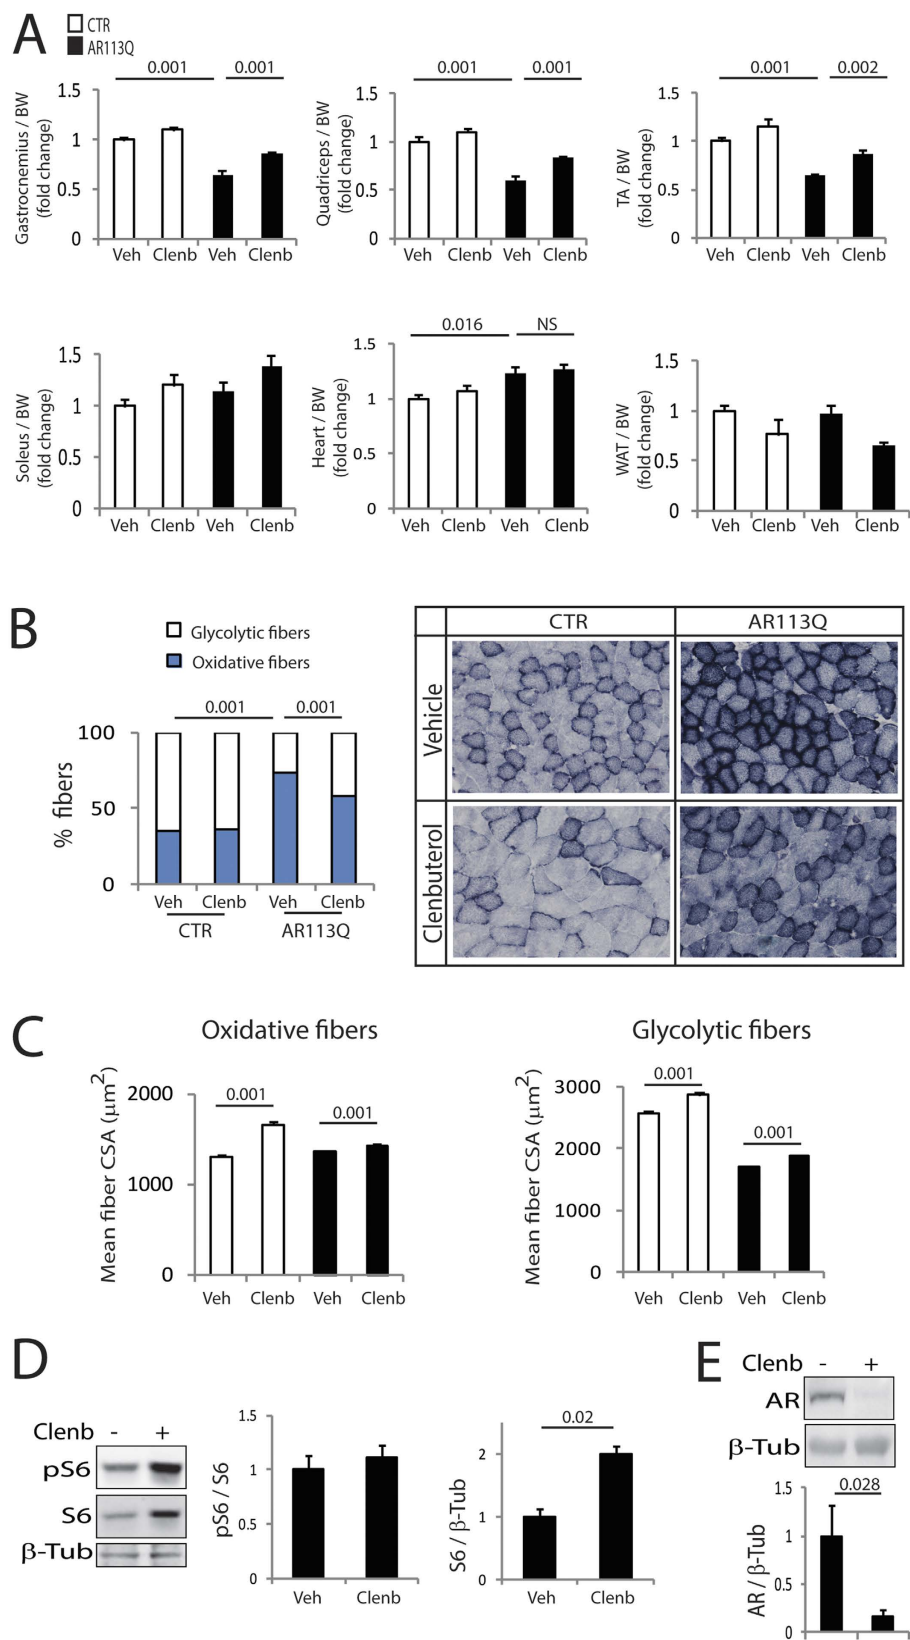 A
CTR
AR113Q
0.001 0.001
Gastrocnemius / BW
(fold change)
1.5
1
0.5
0
Veh Clenb Veh Clenb
0.001 0.001
Quadriceps / BW
(fold change)
1.5
1
0.5
0
Veh Clenb Veh Clenb
0.001 0.002
TA / BW
(fold change)
1.5
1
0.5
0
Veh Clenb Veh Clenb
Soleus / BW
(fold change)
1.5
1
0.5
0
Veh Clenb Veh Clenb
0.016 NS
Heart / BW
(fold change)
1.5
1
0.5
0
Veh Clenb Veh Clenb
WAT / BW
(fold change)
1.5
1
0.5
0
Veh Clenb Veh Clenb
B
Glycolytic fibers
Oxidative fibers
0.001 0.001
% fibers
100
50
0
Veh Clenb Veh Clenb
CTR AR113Q
CTR AR113Q
Vehicle
Clenbuterol
C
Oxidative fibers
Mean fiber CSA (μm²)
0.001
0.001
2000
1000
0
Veh Clenb Veh Clenb
Glycolytic fibers
Mean fiber CSA (μm²)
0.001
0.001
3000
2000
1000
0
Veh Clenb Veh Clenb
D
Clenb - +
pS6
S6
β-Tub
pS6 / S6
1.5
1
0.5
0
Veh Clenb
0.02
S6 / β-Tub
2
1
0
Veh Clenb
E
Clenb - +
AR
β-Tub
0.028
AR / β-Tub
1.5
1
0.5
0